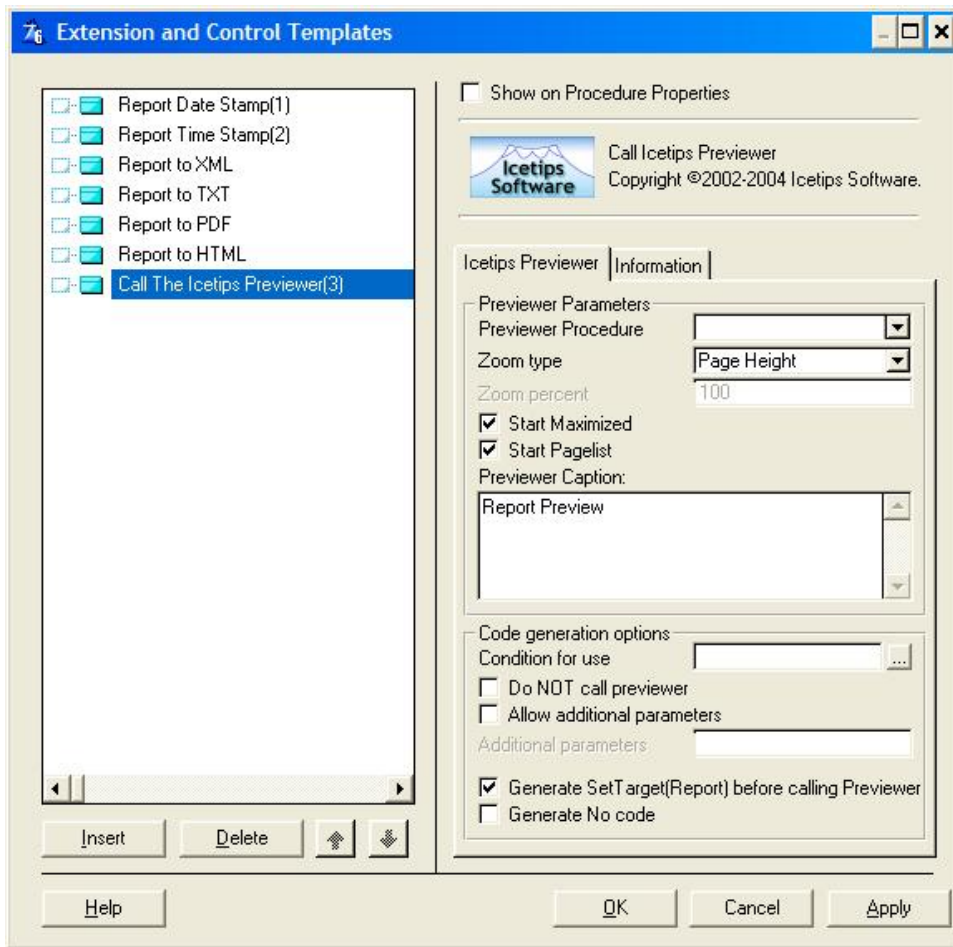 Extension and Control Templates
Report Date Stamp(1)
Report Time Stamp(2)
Report to XML
Report to TXT
Report to PDF
Report to HTML
Call The Icetips Previewer(3)
Insert
Delete
Show on Procedure Properties
Icetips
Software
Call Icetips Previewer
Copyright ©2002-2004 Icetips Software.
Icetips Previewer
Information
Previewer Parameters
Previewer Procedure
Zoom type
Page Height
Zoom percent
100
Start Maximized
Start Pagelist
Previewer Caption:
Report Preview
Code generation options
Condition for use
...
Do NOT call previewer
Allow additional parameters
Additional parameters
Generate SetTarget(Report) before calling Previewer
Generate No code
Help
OK
Cancel
Apply